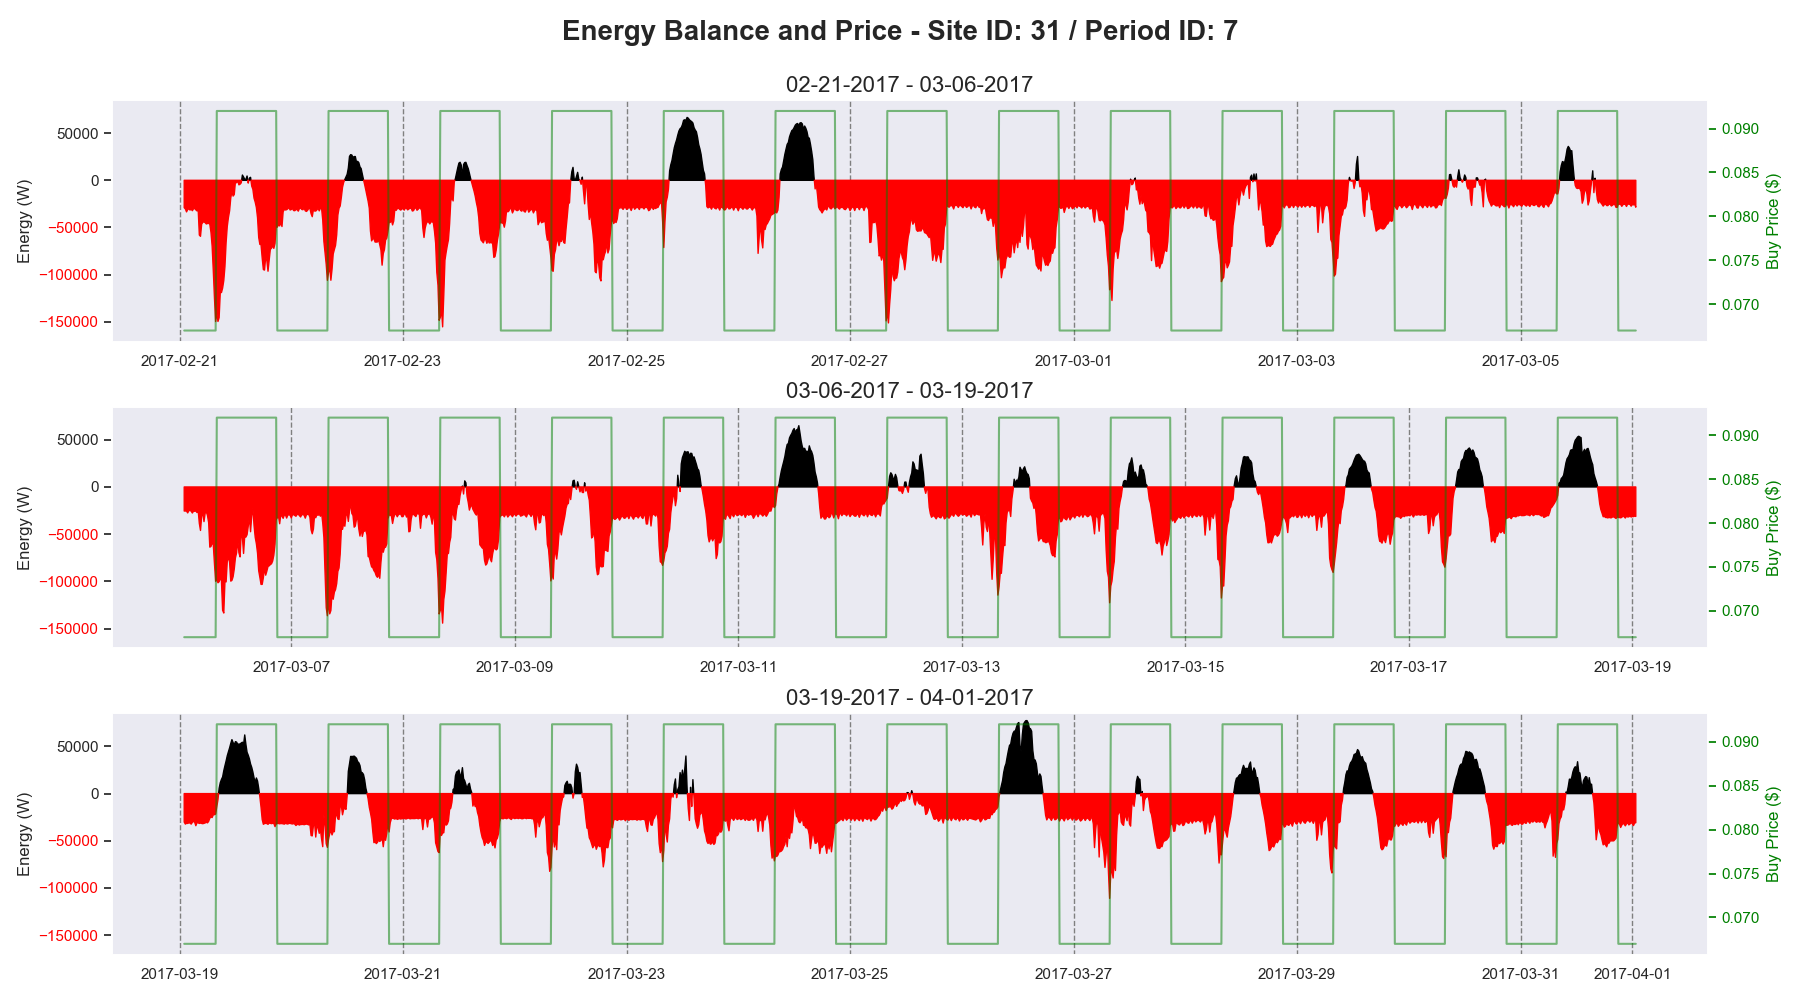 Energy Balance and Price - Site ID: 31 / Period ID: 7
02-21-2017 - 03-06-2017
Energy (W)
50000
0
−50000
−100000
−150000
0.090
0.085
0.080
0.075
0.070
Buy Price ($)
2017-02-21 2017-02-23 2017-02-25 2017-02-27 2017-03-01 2017-03-03 2017-03-05
03-06-2017 - 03-19-2017
Energy (W)
50000
0
−50000
−100000
−150000
0.090
0.085
0.080
0.075
0.070
Buy Price ($)
2017-03-07 2017-03-09 2017-03-11 2017-03-13 2017-03-15 2017-03-17 2017-03-19
03-19-2017 - 04-01-2017
Energy (W)
50000
0
−50000
−100000
−150000
0.090
0.085
0.080
0.075
0.070
Buy Price ($)
2017-03-19 2017-03-21 2017-03-23 2017-03-25 2017-03-27 2017-03-29 2017-03-31 2017-04-01